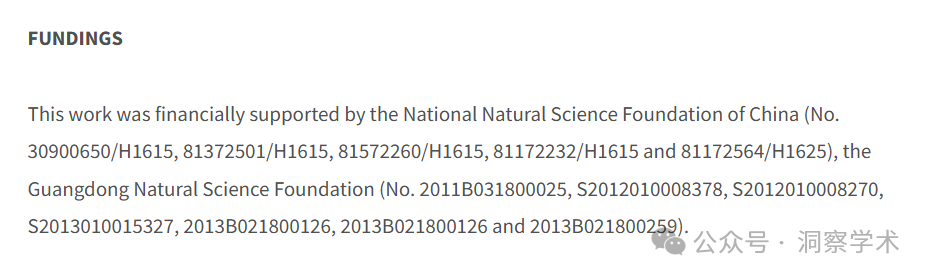 FUNDINGS
This work was financially supported by the National Natural Science Foundation of China (No.
30900650/H1615, 81372501/H1615, 81572260/H1615, 81172232/H1615 and 81172564/H1625), the
Guangdong Natural Science Foundation (No. 2011B031800025, S2012010008378, S2012010008270,
S2013010015327, 2013B021800126, 2013B021800126 and 2013B021800259).
公众号 · 洞察学术